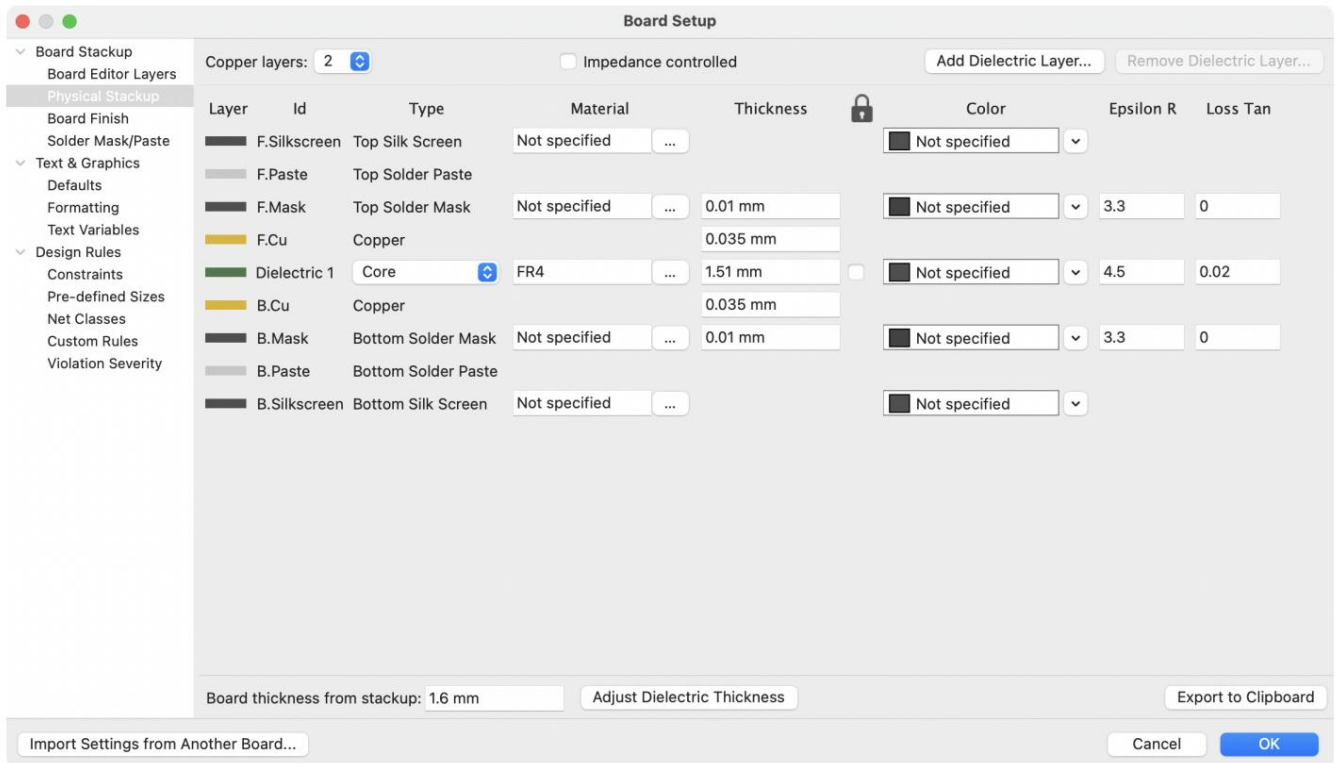 Board Setup
Board Stackup
Board Editor Layers
Physical Stackup
Board Finish
Solder Mask/Paste
Text & Graphics
Defaults
Formatting
Text Variables
Design Rules
Constraints
Pre-defined Sizes
Net Classes
Custom Rules
Violation Severity
Copper layers: 2 Impedance controlled Add Dielectric Layer... Remove Dielectric Layer...
Layer Id Type Material Thickness Color Epsilon R Loss Tan
F.Silkscreen Top Silk Screen Not specified ... Not specified
F.Paste Top Solder Paste
F.Mask Top Solder Mask Not specified ... 0.01 mm Not specified 3.3 0
F.Cu Copper 0.035 mm
Dielectric 1 Core FR4 ... 1.51 mm Not specified 4.5 0.02
B.Cu Copper 0.035 mm
B.Mask Bottom Solder Mask Not specified ... 0.01 mm Not specified 3.3 0
B.Paste Bottom Solder Paste
B.Silkscreen Bottom Silk Screen Not specified ... Not specified
Board thickness from stackup: 1.6 mm Adjust Dielectric Thickness Export to Clipboard
Import Settings from Another Board... Cancel OK